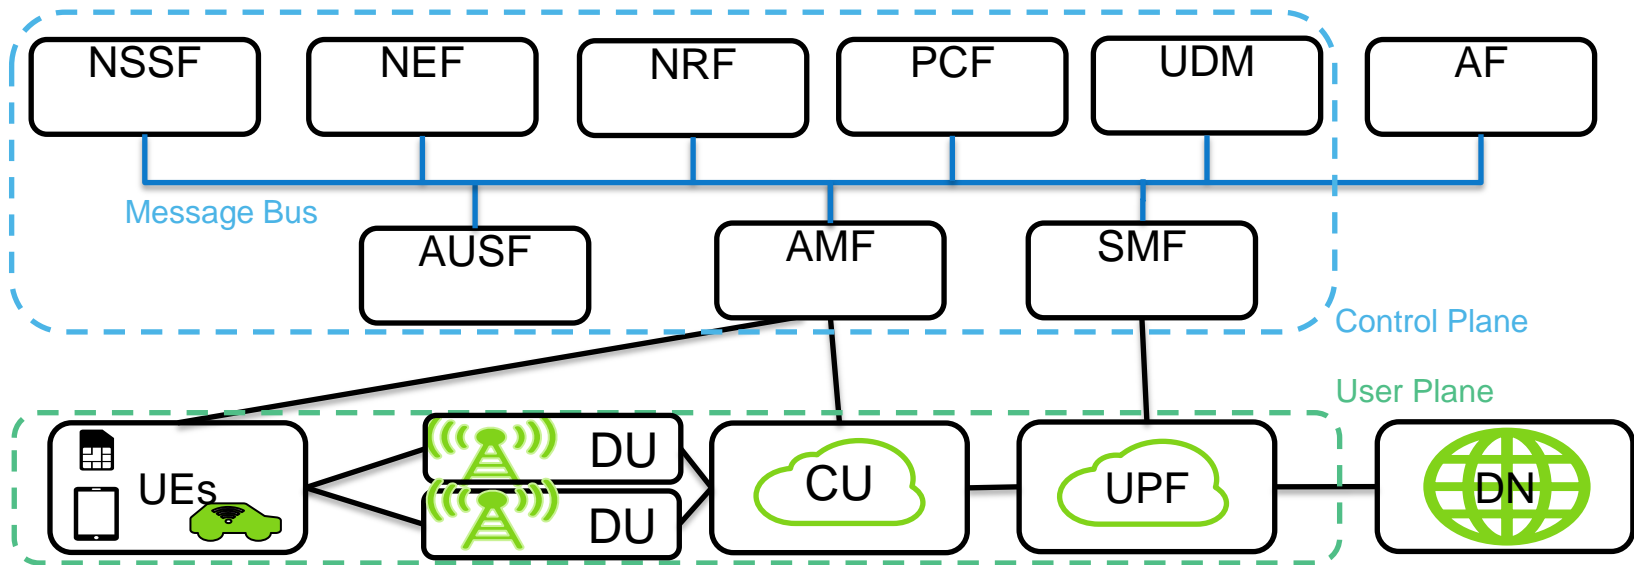 NSSF
NEF
NRF
PCF
UDM
AF
Message Bus
AUSF
AMF
SMF
Control Plane
User Plane
UEs
DU
DU
CU
UPF
DN